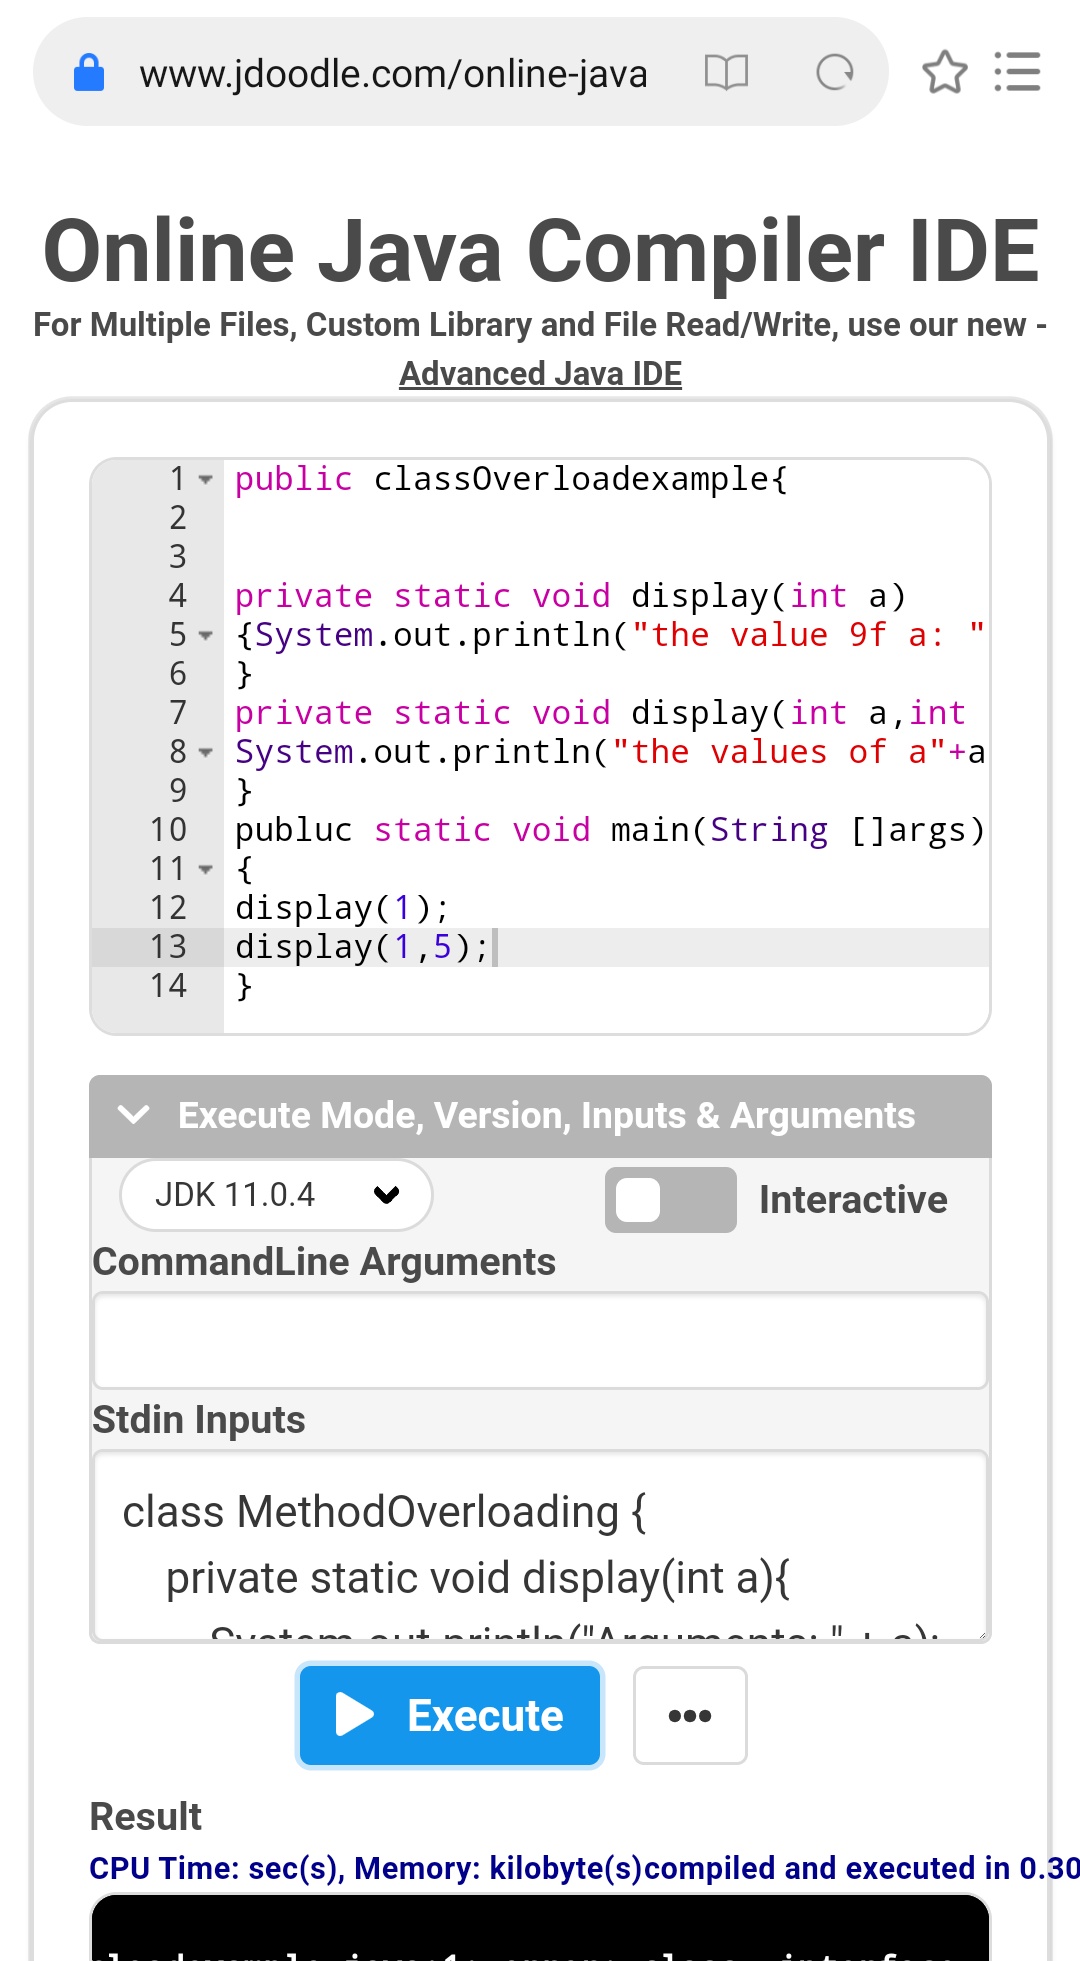 www.jdoodle.com/online-java
Online Java Compiler IDE
For Multiple Files, Custom Library and File Read/Write, use our new -
Advanced Java IDE
1 public classOverloadexample{
2
3
4 private static void display(int a)
5 {System.out.println("the value 9f a: "
6 }
7 private static void display(int a,int
8 System.out.println("the values of a"+a
9 }
10 publuc static void main(String []args)
11 {
12 display(1);
13 display(1,5);
14 }
Execute Mode, Version, Inputs & Arguments
JDK 11.0.4 Interactive
CommandLine Arguments
Stdin Inputs
class MethodOverloading {
private static void display(int a){
System.out.println("Arguments: " + a);
Execute •••
Result
CPU Time: sec(s), Memory: kilobyte(s)compiled and executed in 0.30